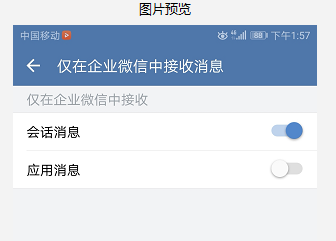 图片预览
中国移动 4G 88 下午1:57
仅在企业微信中接收消息
仅在企业微信中接收
会话消息
应用消息